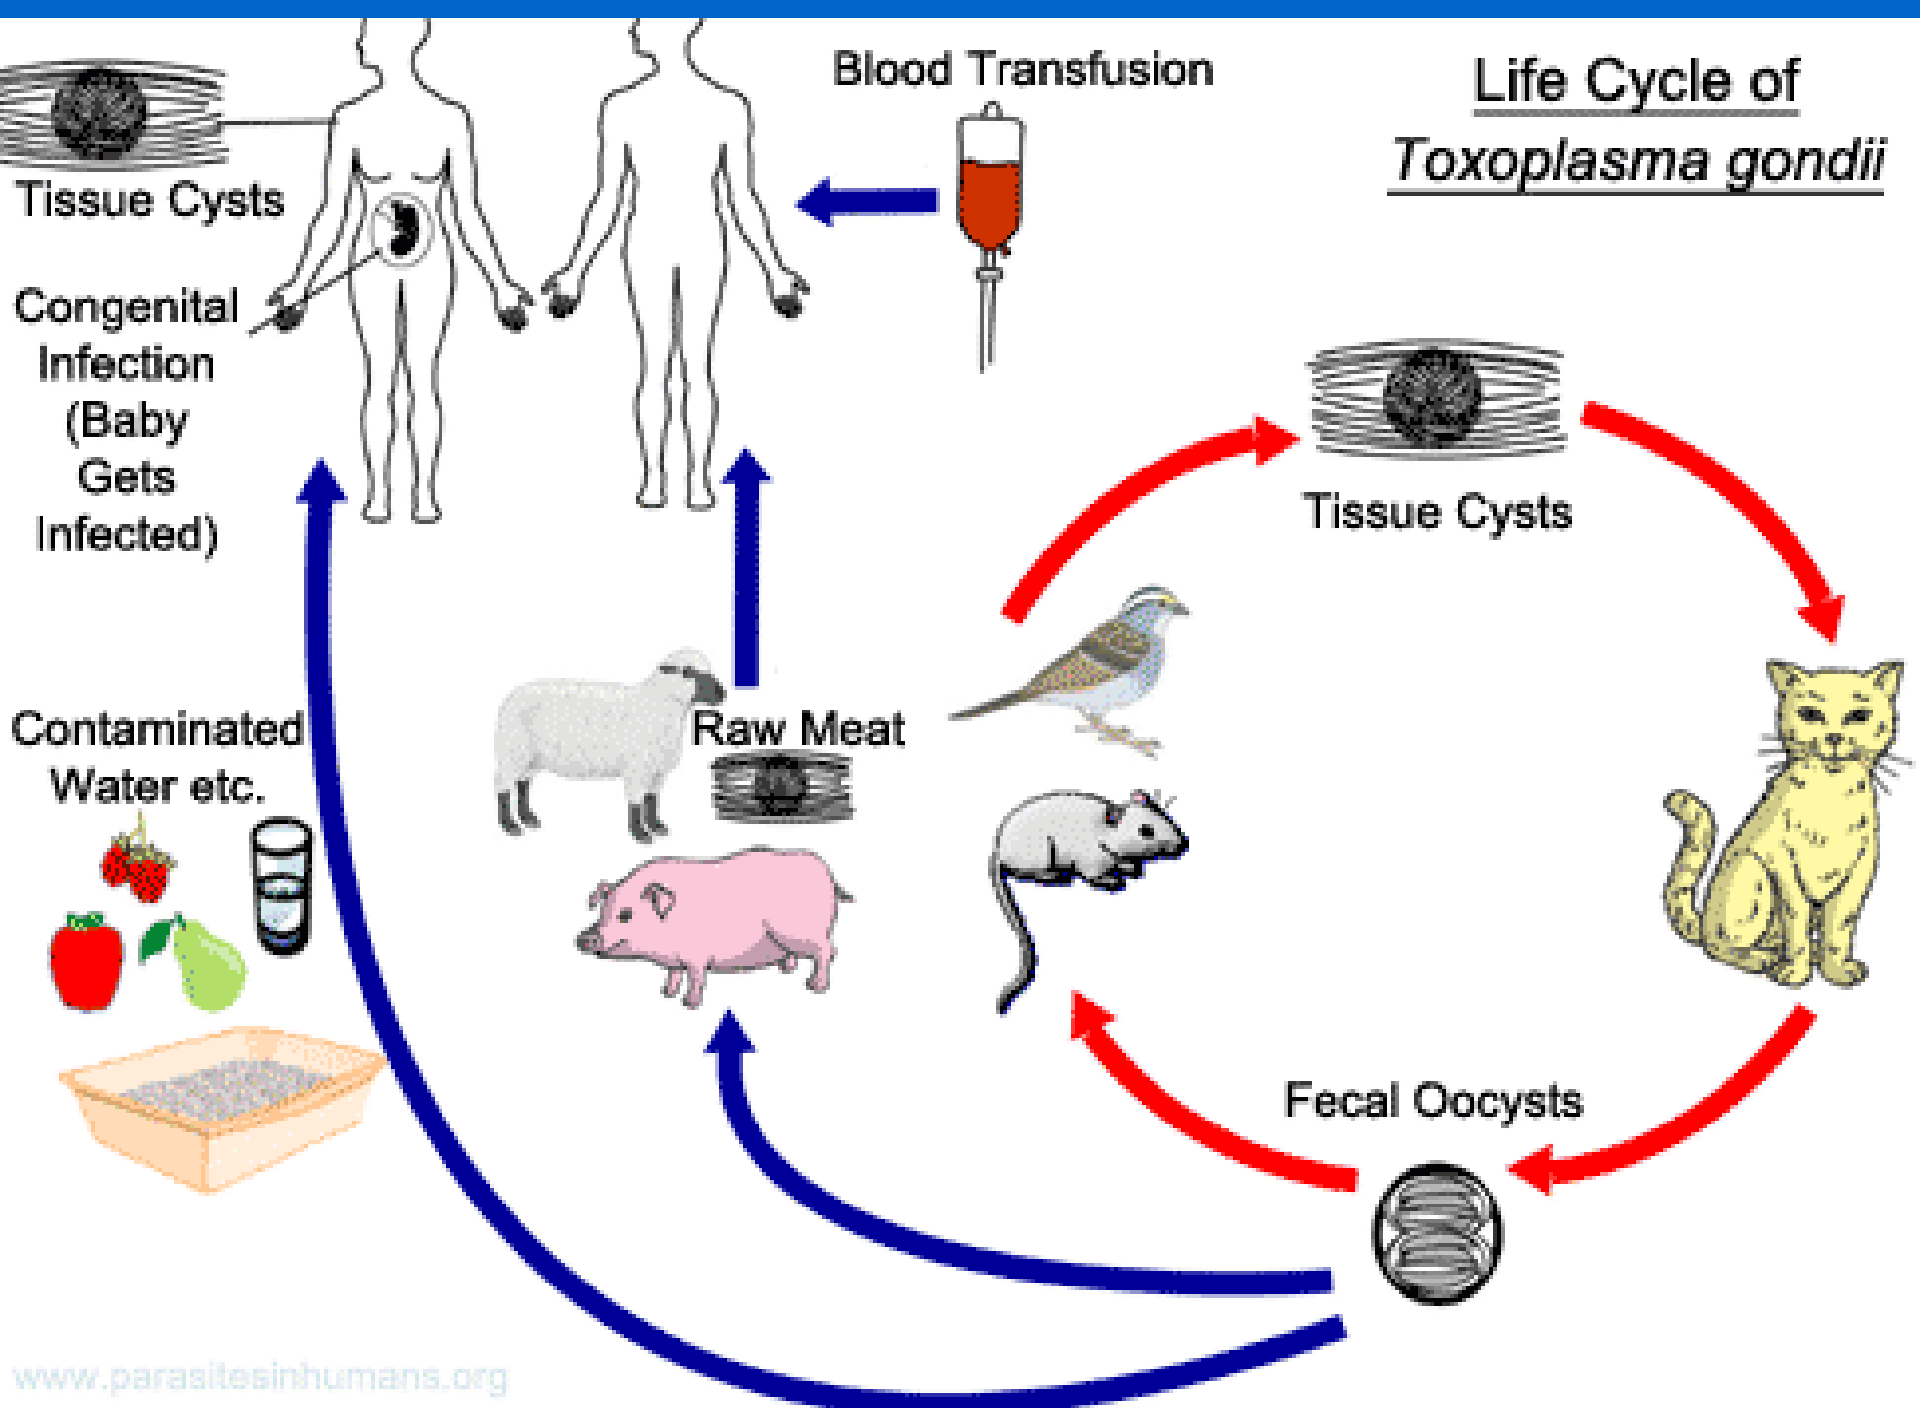 Life Cycle of
Toxoplasma gondii
Blood Transfusion
Tissue Cysts
Congenital
Infection
(Baby
Gets
Infected)
Tissue Cysts
Contaminated
Water etc.
Raw Meat
Fecal Oocysts
www.parasitesinhumans.org